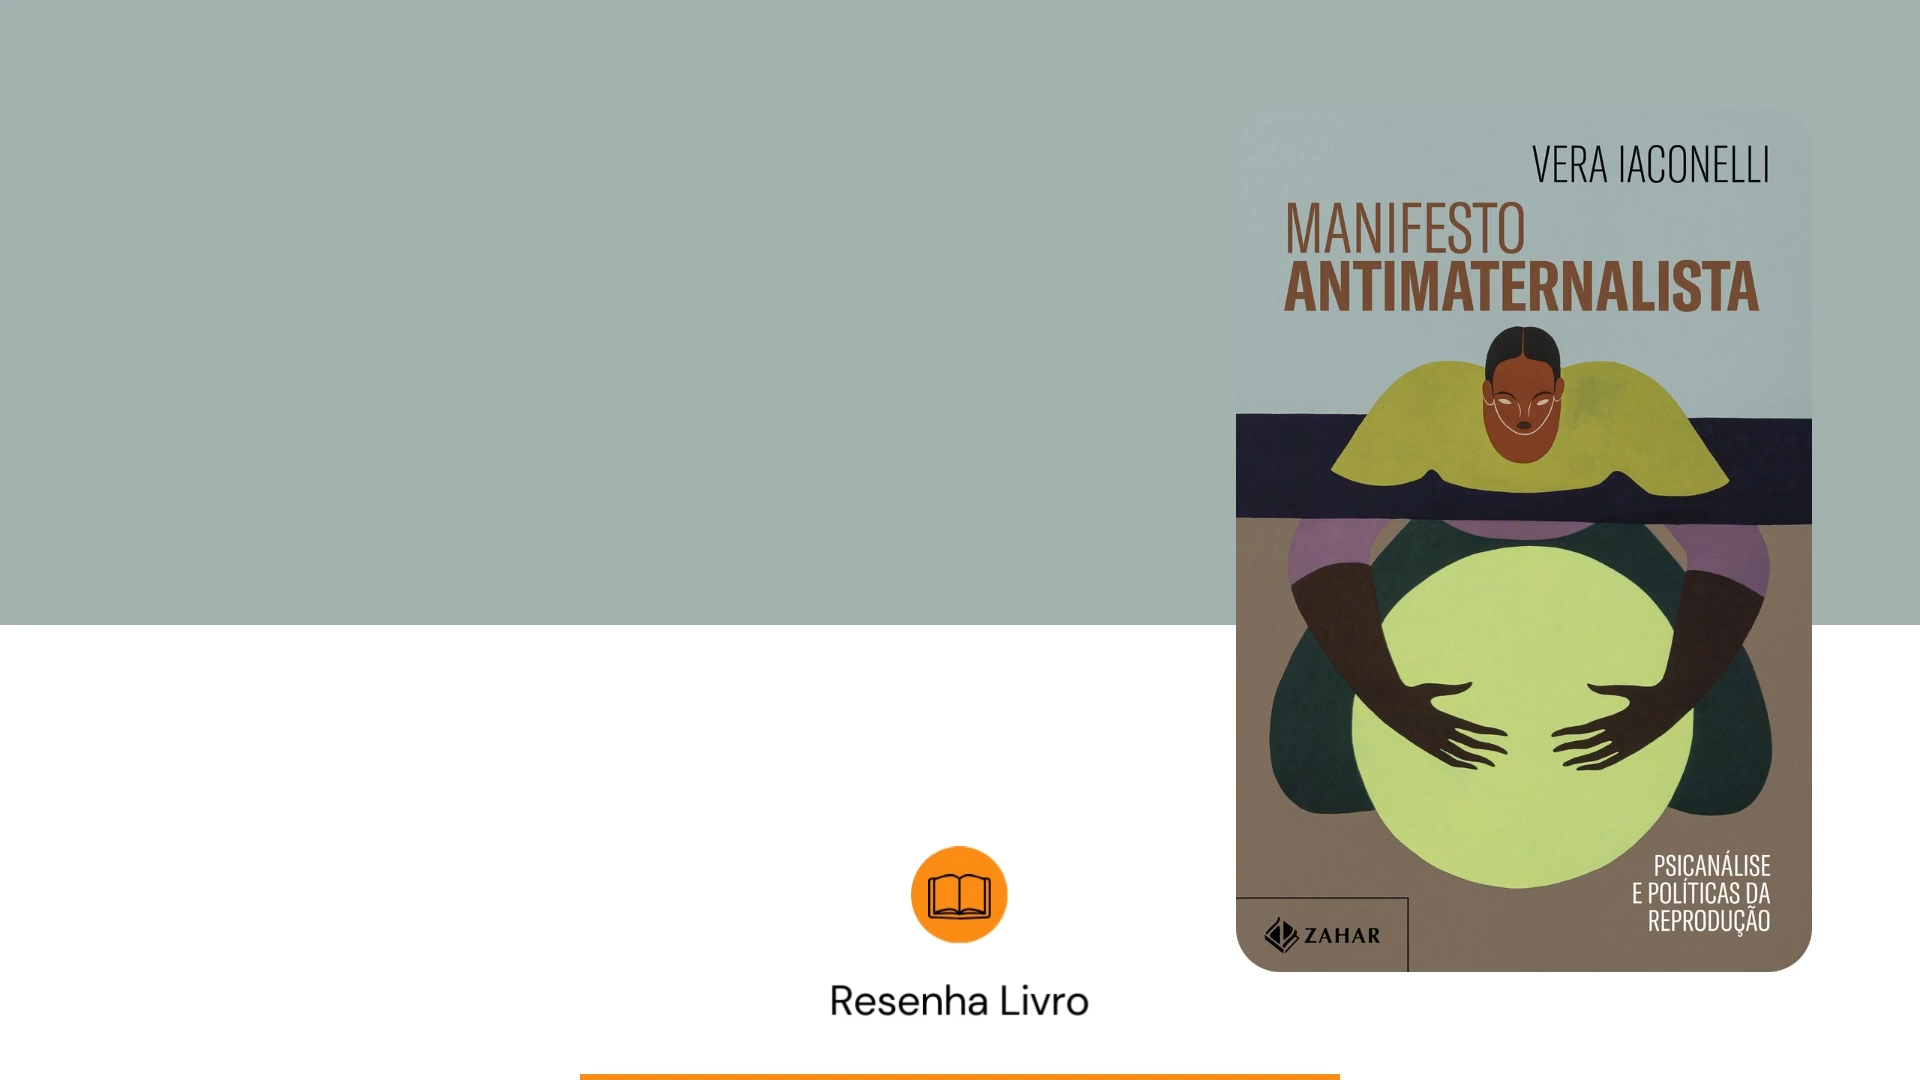 VERA IACONELLI
MANIFESTO
ANTIMATERNALISTA
PSICANÁLISE
E POLÍTICAS DA
REPRODUÇÃO
ZAHAR
Resenha Livro